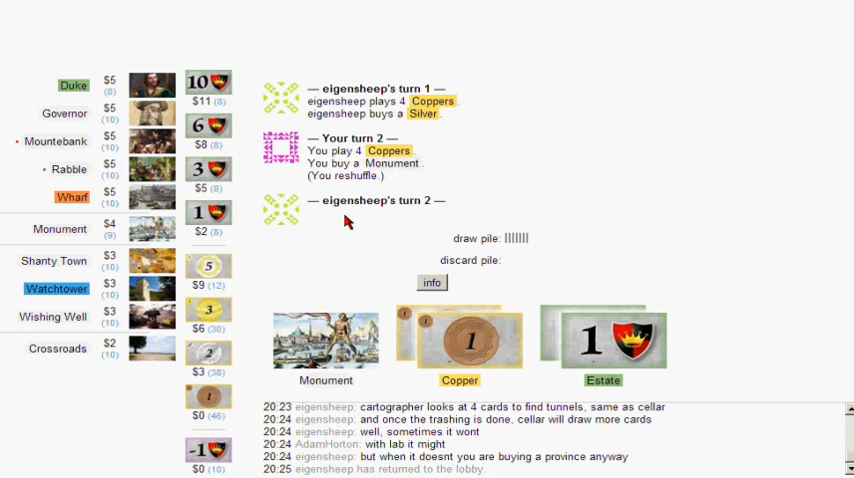 Duke $5 (8)
Governor $5 (10)
Mountebank $5 (10)
Rabble $5 (10)
Wharf $5 (10)
Monument $4 (9)
Shanty Town $3 (10)
Watchtower $3 (10)
Wishing Well $3 (10)
Crossroads $2 (10)
10
$11 (8)
6
$8 (8)
3
$5 (8)
1
$2 (8)
5
$9 (12)
3
$6 (30)
2
$3 (38)
1
$0 (46)
-1
$0 (10)
— eigensheep's turn 1 —
eigensheep plays 4 Coppers.
eigensheep buys a Silver.
— Your turn 2 —
You play 4 Coppers.
You buy a Monument.
(You reshuffle.)
— eigensheep's turn 2 —
draw pile:
discard pile:
info
1 1 1
1
Monument
Copper
Estate
20:23 eigensheep: cartographer looks at 4 cards to find tunnels, same as cellar
20:24 eigensheep: and once the trashing is done, cellar will draw more cards
20:24 eigensheep: well, sometimes it wont
20:24 AdamHorton: with lab it might
20:24 eigensheep: but when it doesnt you are buying a province anyway
20:25 eigensheep has returned to the lobby.